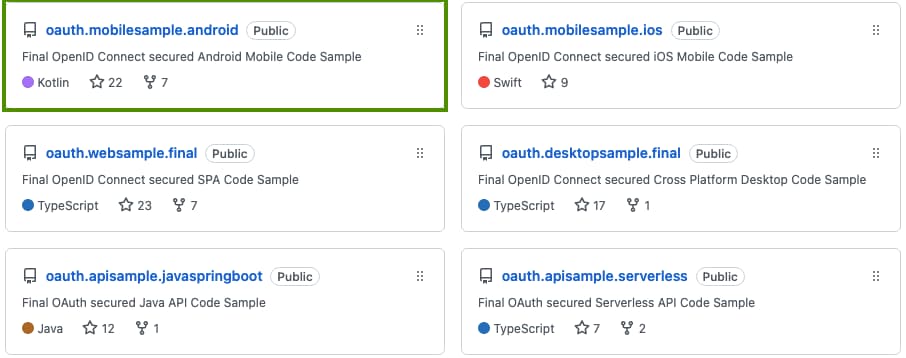 oauth.mobilesample.android Public
Final OpenID Connect secured Android Mobile Code Sample
Kotlin 22 7
oauth.mobilesample.ios Public
Final OpenID Connect secured iOS Mobile Code Sample
Swift 9
oauth.websample.final Public
Final OpenID Connect secured SPA Code Sample
TypeScript 23 7
oauth.desktopsample.final Public
Final OpenID Connect secured Cross Platform Desktop Code Sample
TypeScript 17 1
oauth.apisample.javaspringboot Public
Final OAuth secured Java API Code Sample
Java 12 1
oauth.apisample.serverless Public
Final OAuth secured Serverless API Code Sample
TypeScript 7 2